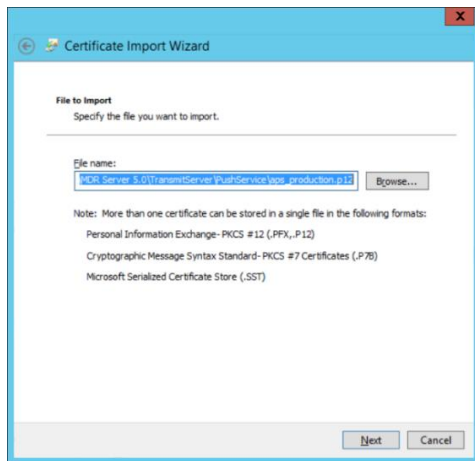 X
Certificate Import Wizard
File to Import
Specify the file you want to import.
File name:
MDR Server 5.0\TransmitServer\PushService\aps_production.p12 Browse...
Note: More than one certificate can be stored in a single file in the following formats:
Personal Information Exchange- PKCS #12 (.PFX,.P12)
Cryptographic Message Syntax Standard- PKCS #7 Certificates (.P7B)
Microsoft Serialized Certificate Store (.SST)
Next Cancel